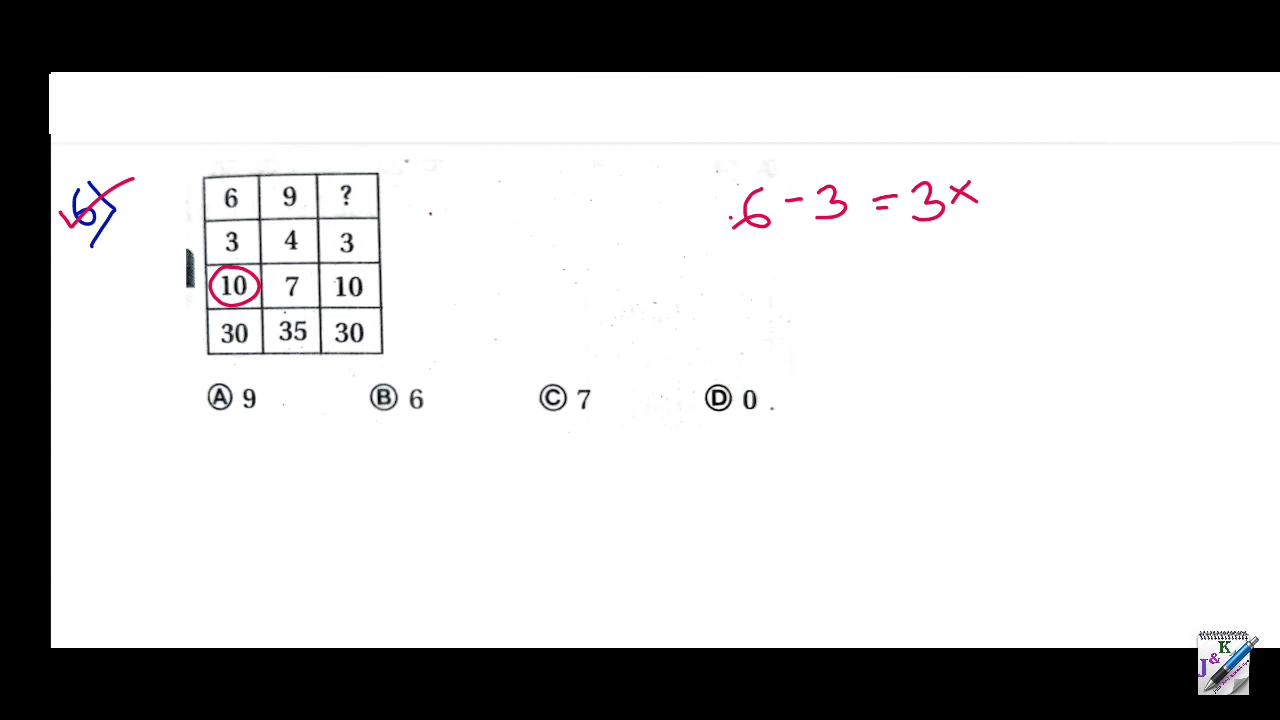 6)
6 9 ?
3 4 3
10 7 10
30 35 30
6 - 3 = 3 ×
Ⓐ 9 Ⓑ 6 Ⓒ 7 Ⓓ 0
J & K